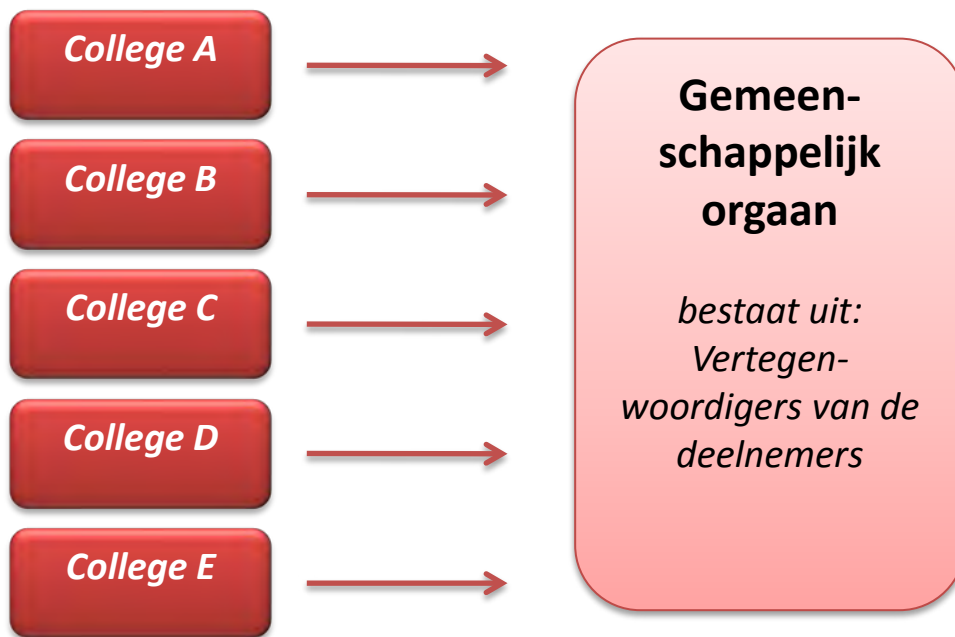 College A
College B
College C
College D
College E
Gemeen-
schappelijk
orgaan
bestaat uit:
Vertegen-
woordigers van de
deelnemers